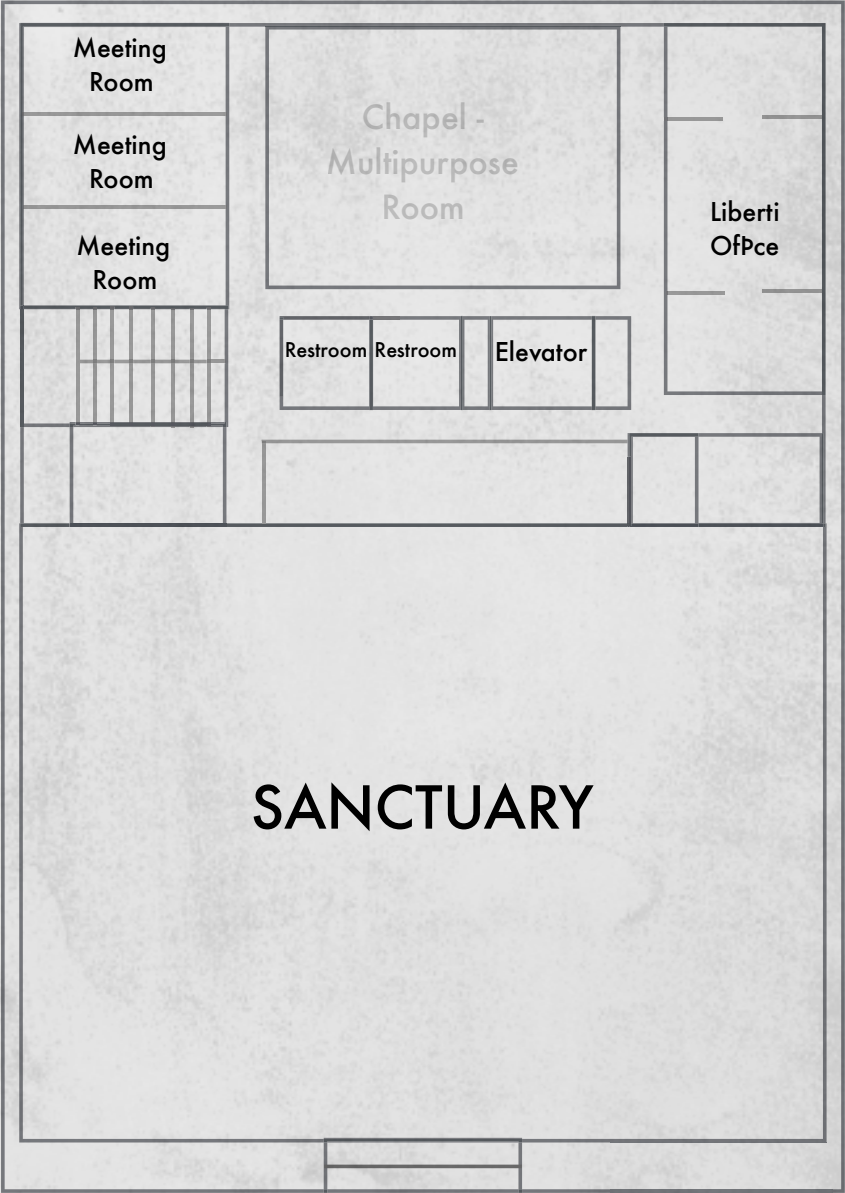 Meeting
Room
Meeting
Room
Meeting
Room
Chapel -
Multipurpose
Room
Liberti
OfÞce
Restroom
Restroom
Elevator
SANCTUARY